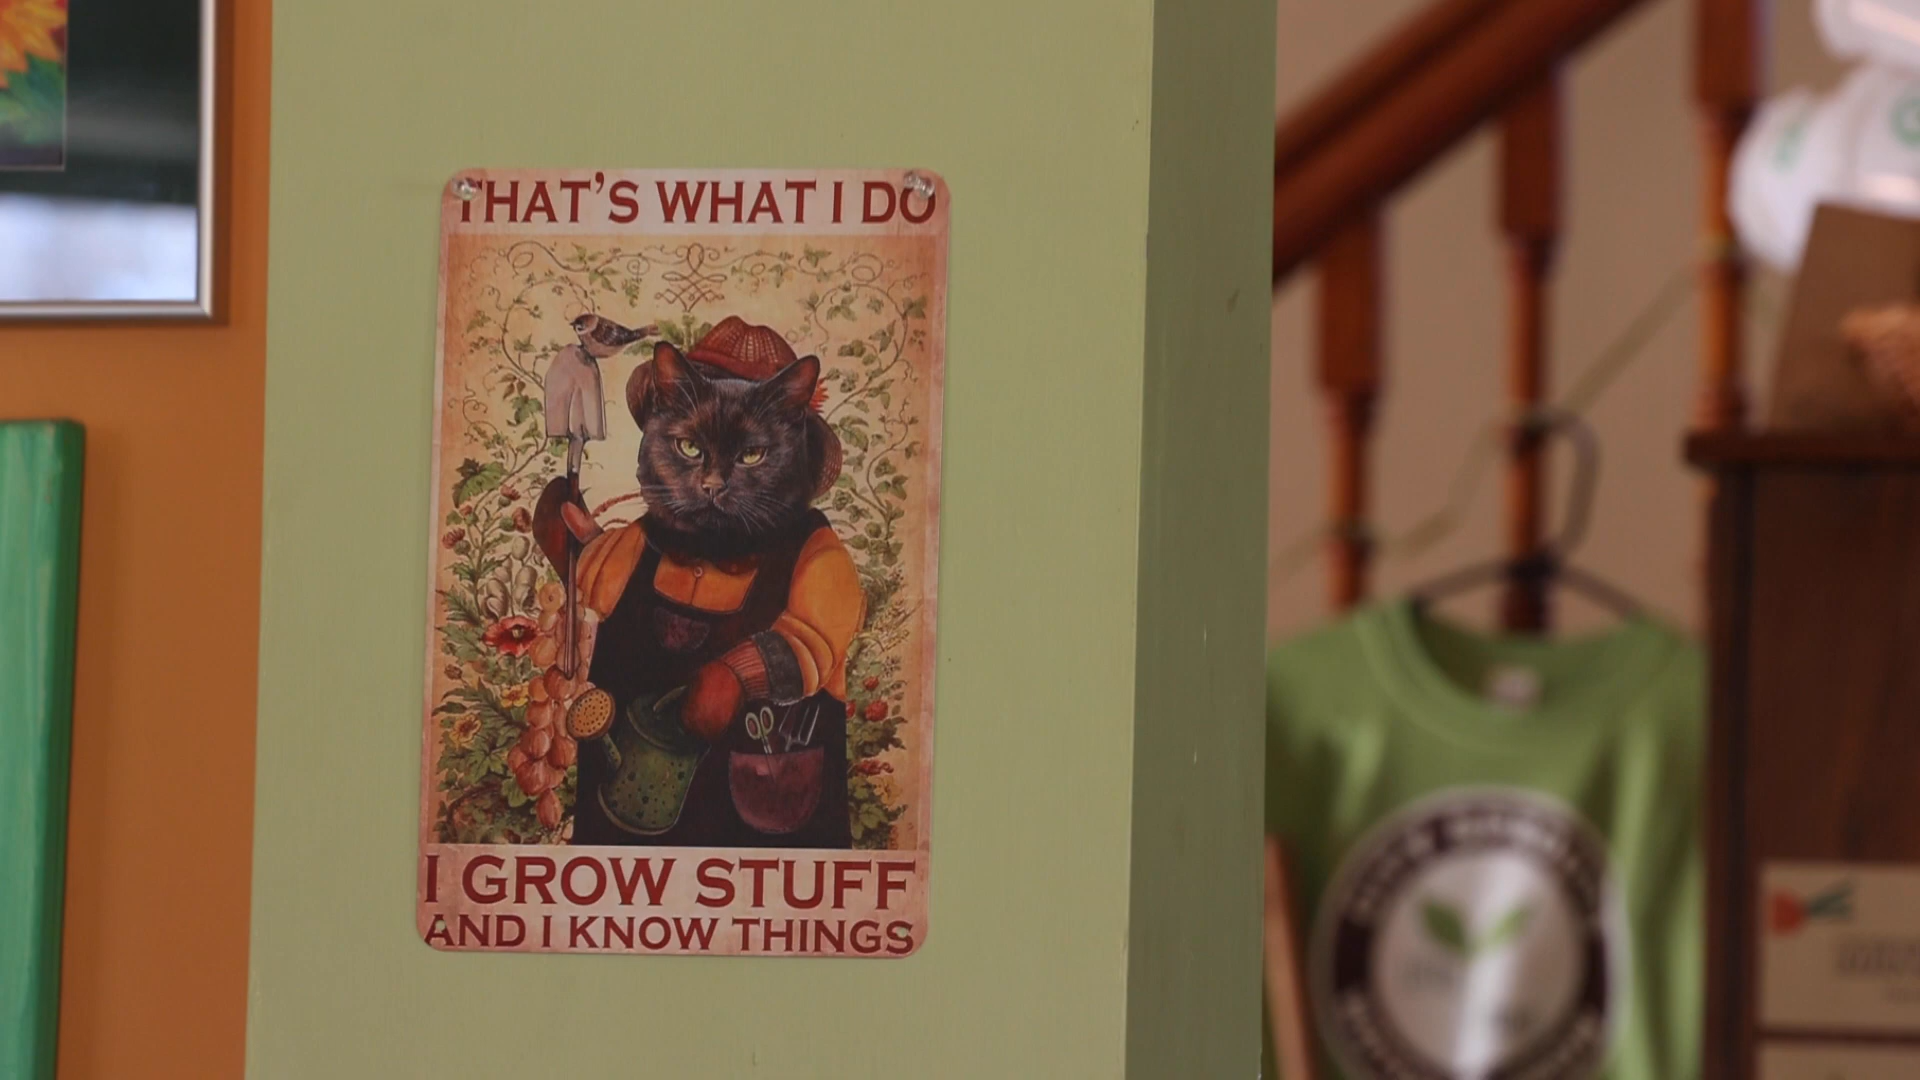 THAT'S WHAT I DO
I GROW STUFF
AND I KNOW THINGS